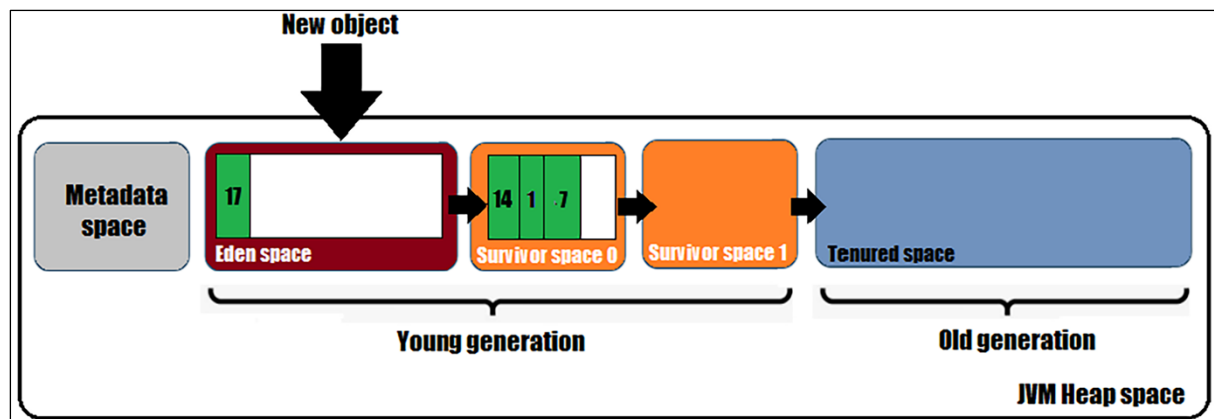 New object
Metadata
space
17
Eden space
14 1 7
Survivor space 0
Survivor space 1
Tenured space
Young generation
Old generation
JVM Heap space